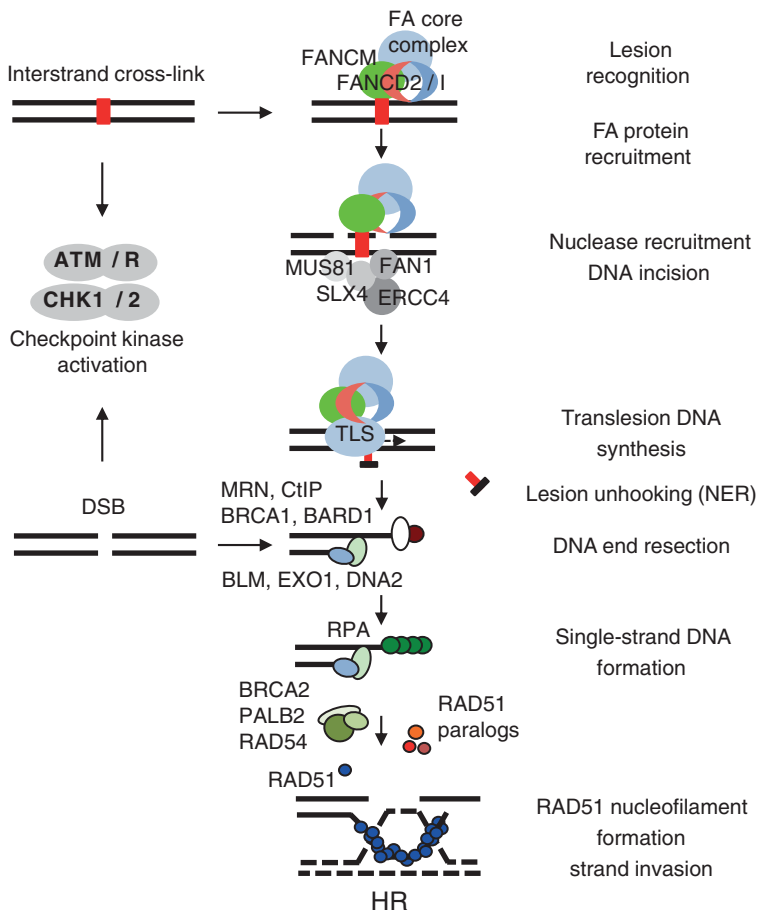 FA core
complex
FANCM
FANCD2 / I
Lesion
recognition
Interstrand cross-link
FA protein
recruitment
ATM / R
CHK1 / 2
Checkpoint kinase
activation
MUS81
FAN1
SLX4
ERCC4
Nuclease recruitment
DNA incision
TLS
Translesion DNA
synthesis
Lesion unhooking (NER)
DSB
MRN, CtIP
BRCA1, BARD1
BLM, EXO1, DNA2
DNA end resection
RPA
Single-strand DNA
formation
BRCA2
PALB2
RAD54
RAD51
paralogs
RAD51
RAD51 nucleofilament
formation
strand invasion
HR